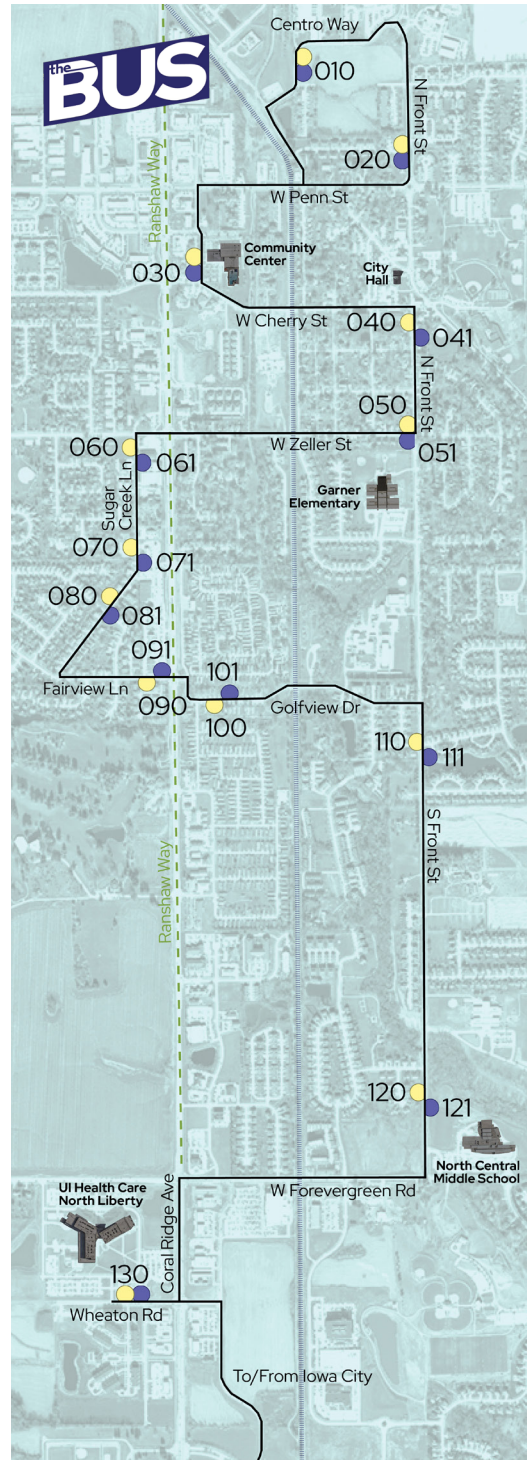 Centro Way
the
BUS
010
N Front St
020
Ranshaw Way
W Penn St
Community
Center
030
City
Hall
W Cherry St
040
041
N Front St
050
051
W Zeller St
060
061
Sugar
Creek Ln
Garner
Elementary
070
071
080
081
091
101
Fairview Ln
090
100
Golfview Dr
110
111
S Front St
Ranshaw Way
120
121
North Central
Middle School
UI Health Care
North Liberty
Coral Ridge Ave
W Forevergreen Rd
130
Wheaton Rd
To/From Iowa City